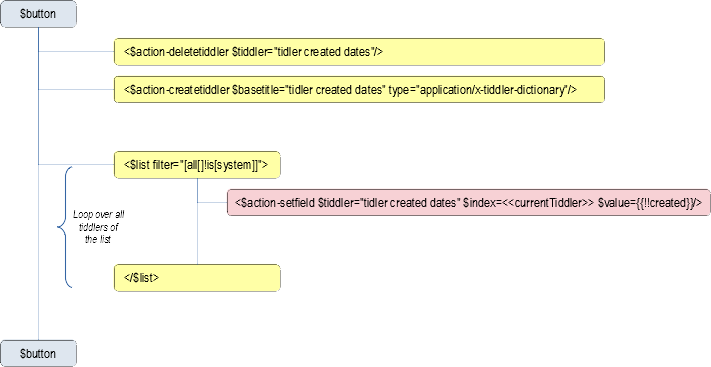 $button
<$action-deletetiddler $tiddler="tidler created dates"/>
<$action-createtiddler $basetitle="tidler created dates" type="application/x-tiddler-dictionary"/>
<$list filter="[all[]!is[system]]">
<$action-setfield $tiddler="tidler created dates" $index=<<currentTiddler>> $value={{!!created}}/>
Loop over all
tiddlers of
the list
</$list>
$button